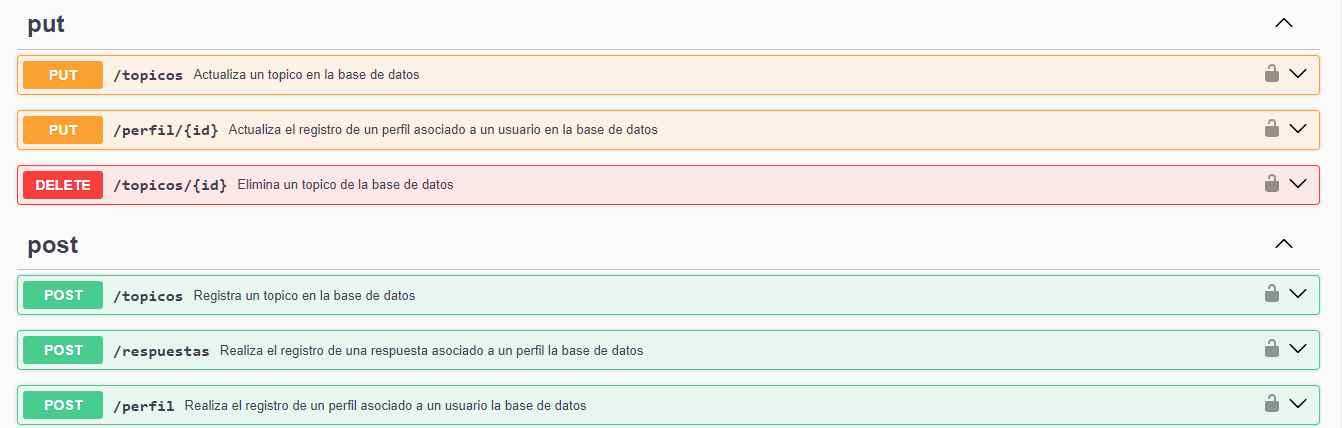 put
PUT /topicos Actualiza un topico en la base de datos
PUT /perfil/{id} Actualiza el registro de un perfil asociado a un usuario en la base de datos
DELETE /topicos/{id} Elimina un topico de la base de datos
post
POST /topicos Registra un topico en la base de datos
POST /respuestas Realiza el registro de una respuesta asociado a un perfil la base de datos
POST /perfil Realiza el registro de un perfil asociado a un usuario la base de datos